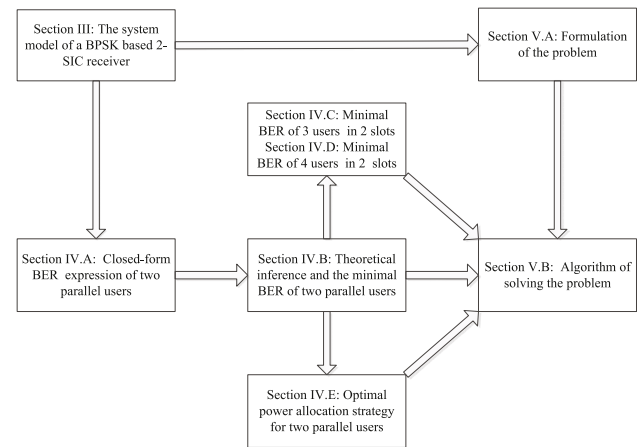 Section III: The system
model of a BPSK based 2-
SIC receiver
Section V.A: Formulation
of the problem
Section IV.C: Minimal
BER of 3 users in 2 slots
Section IV.D: Minimal
BER of 4 users in 2 slots
Section IV.A: Closed-form
BER expression of two
parallel users
Section IV.B: Theoretical
inference and the minimal
BER of two parallel users
Section V.B: Algorithm of
solving the problem
Section IV.E: Optimal
power allocation strategy
for two parallel users